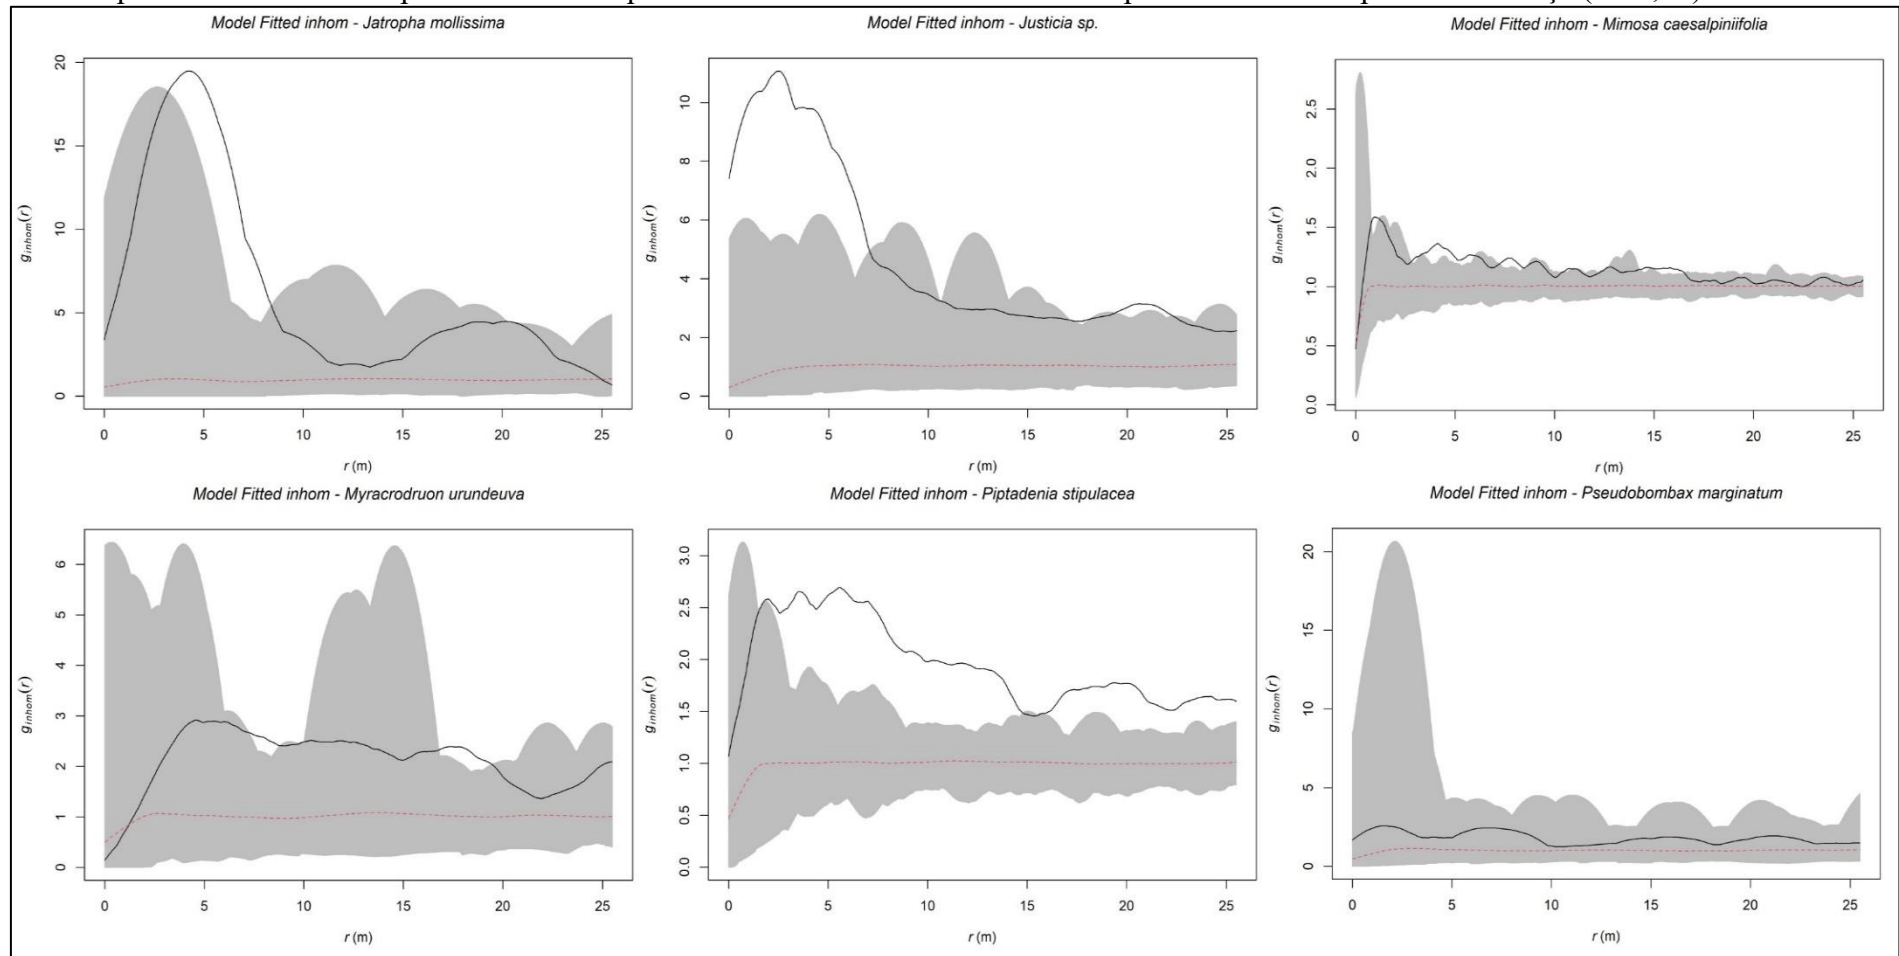 Model Fitted inhom - Jatropha mollissima
Model Fitted inhom - Justicia sp.
Model Fitted inhom - Mimosa caesalpiniifolia
ginhom(r)
0 5 10 15 20
0 5 10 15 20 25
r (m)
ginhom(r)
0 2 4 6 8 10
0 5 10 15 20 25
r (m)
ginhom(r)
0.0 0.5 1.0 1.5 2.0 2.5
0 5 10 15 20 25
r (m)
Model Fitted inhom - Myracrodruon urundeuva
Model Fitted inhom - Piptadenia stipulacea
Model Fitted inhom - Pseudobombax marginatum
ginhom(r)
0 1 2 3 4 5 6
0 5 10 15 20 25
r (m)
ginhom(r)
0.0 0.5 1.0 1.5 2.0 2.5 3.0
0 5 10 15 20 25
r (m)
ginhom(r)
0 5 10 15 20
0 5 10 15 20 25
r (m)